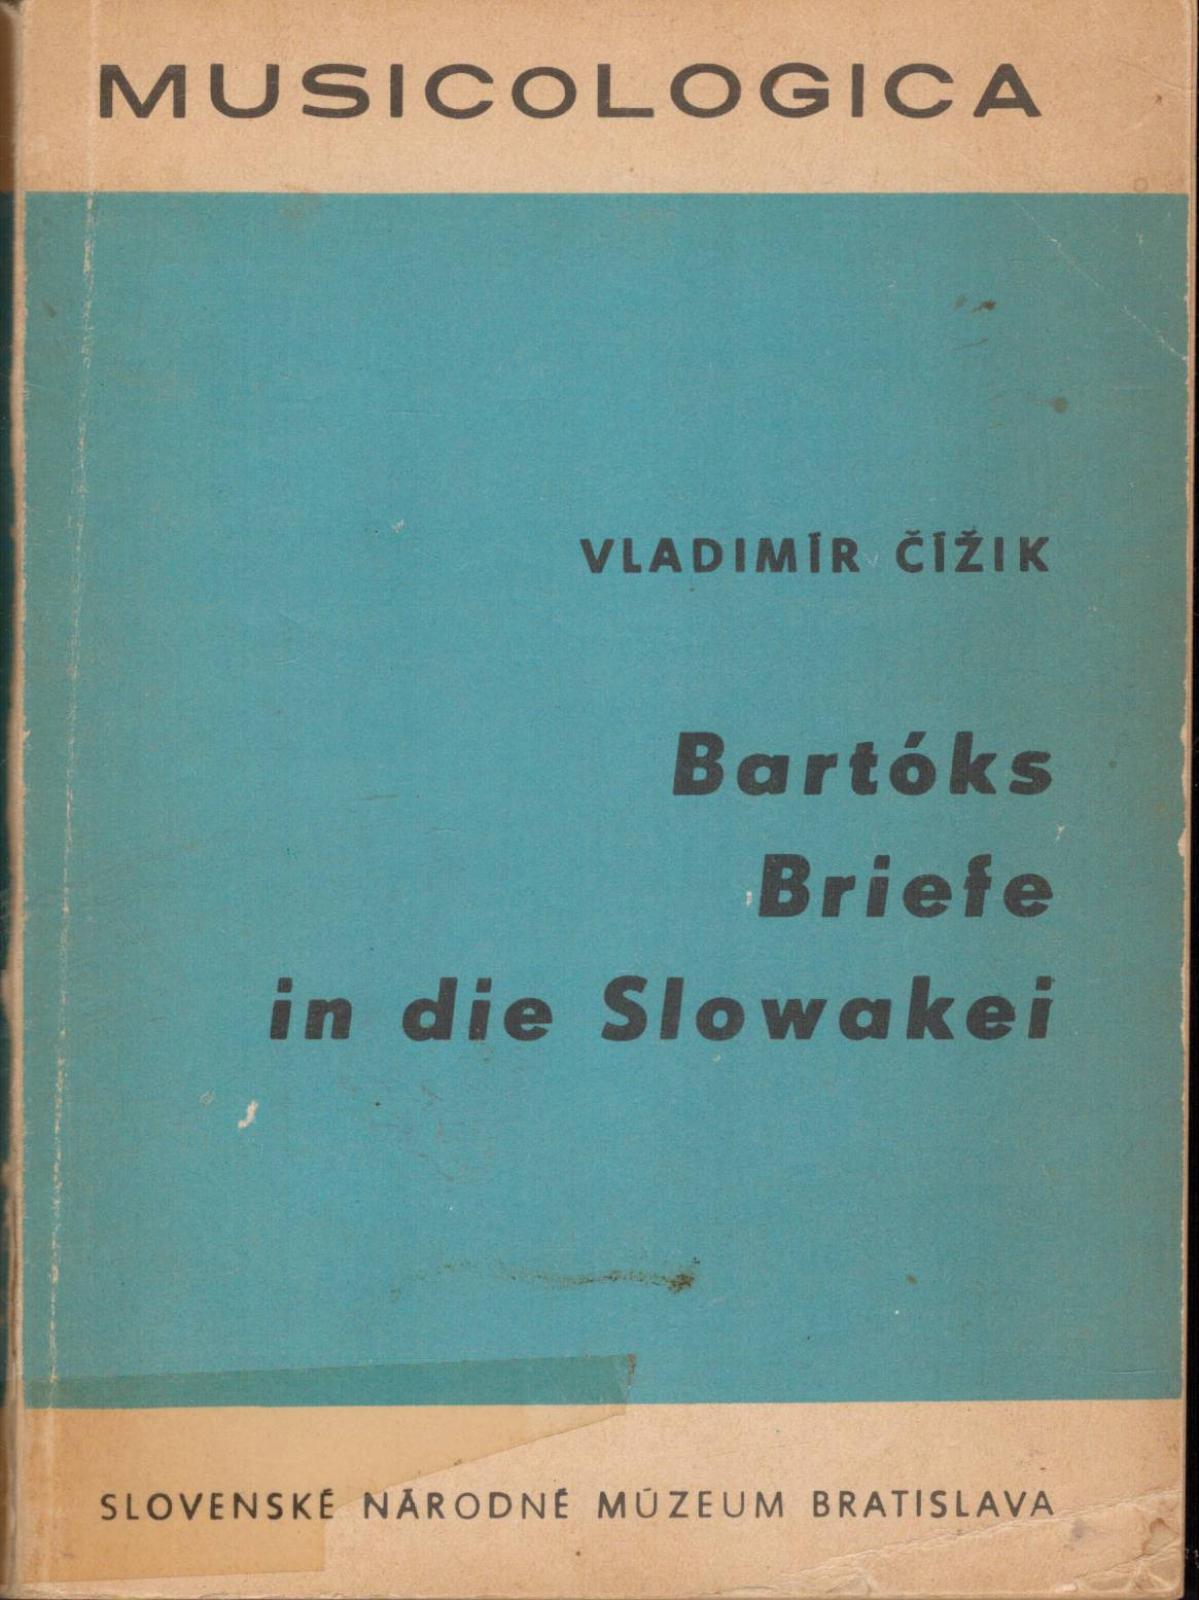 MUSICOLOGICA
VLADIMÍR ČÍŽIK
Bartóks
Briefe
in die Slowakei
SLOVENSKÉ NÁRODNÉ MÚZEUM BRATISLAVA